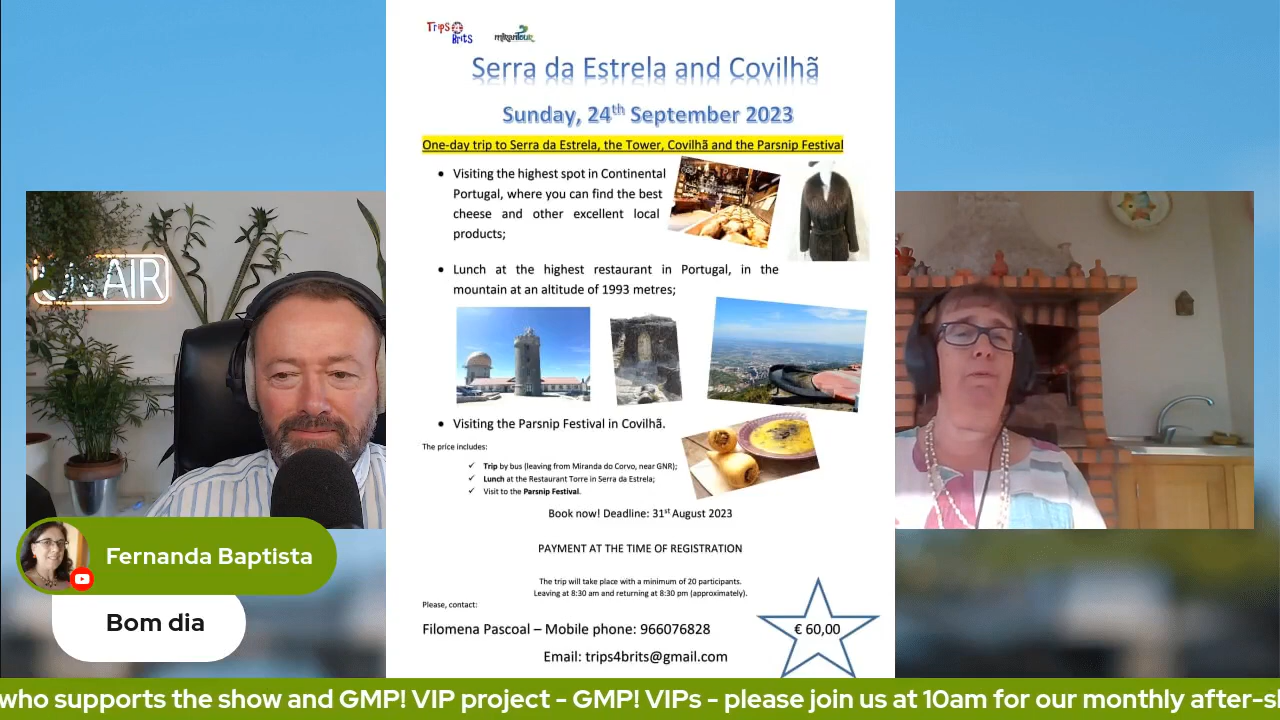 Trips
Brits
mirantour
Serra da Estrela and Covilhã
Sunday, 24th September 2023
One-day trip to Serra da Estrela, the Tower, Covilhã and the Parsnip Festival
• Visiting the highest spot in Continental
Portugal, where you can find the best
cheese and other excellent local
products;
• Lunch at the highest restaurant in Portugal, in the
mountain at an altitude of 1993 metres;
• Visiting the Parsnip Festival in Covilhã.
The price includes:
✓ Trip by bus (leaving from Miranda do Corvo, near GNR);
✓ Lunch at the Restaurant Torre in Serra da Estrela;
✓ Visit to the Parsnip Festival.
Book now! Deadline: 31st August 2023
PAYMENT AT THE TIME OF REGISTRATION
The trip will take place with a minimum of 20 participants.
Leaving at 8:30 am and returning at 8:30 pm (approximately).
Please, contact:
Filomena Pascoal – Mobile phone: 966076828
€ 60,00
Email: trips4brits@gmail.com
ON AIR
Fernanda Baptista
Bom dia
who supports the show and GMP! VIP project - GMP! VIPs - please join us at 10am for our monthly after-s